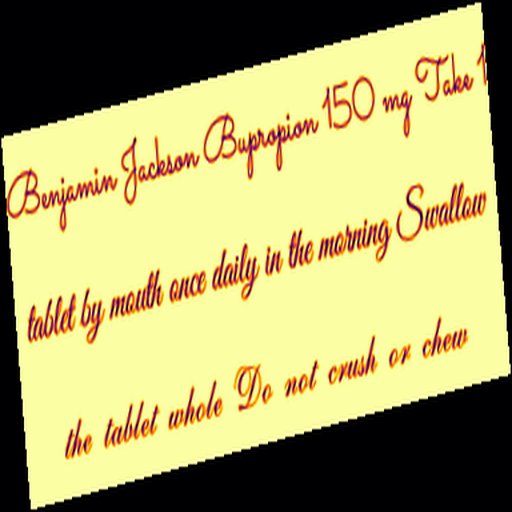 Benjamin Jackson Bupropion 150 mg Take 1
tablet by mouth once daily in the morning Swallow
the tablet whole Do not crush or chew